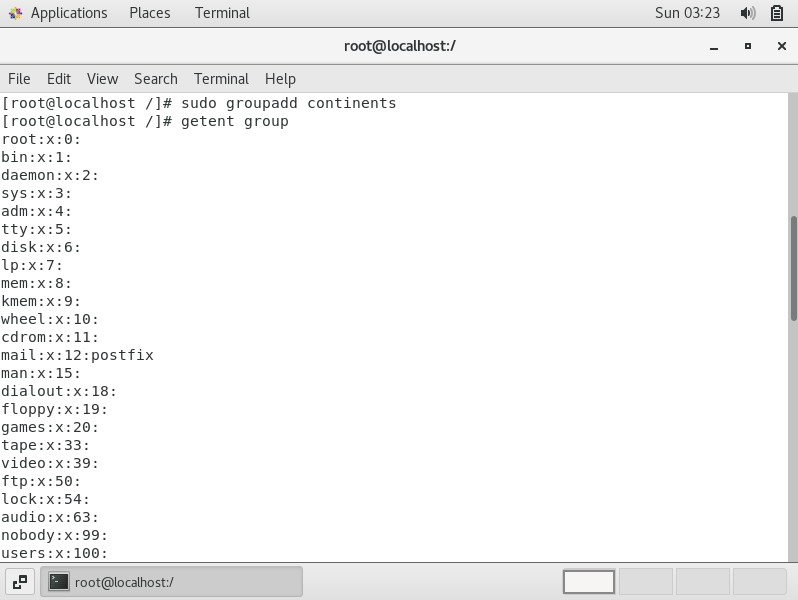 Applications Places Terminal Sun 03:23
root@localhost:/
File Edit View Search Terminal Help
[root@localhost /]# sudo groupadd continents
[root@localhost /]# getent group
root:x:0:
bin:x:1:
daemon:x:2:
sys:x:3:
adm:x:4:
tty:x:5:
disk:x:6:
lp:x:7:
mem:x:8:
kmem:x:9:
wheel:x:10:
cdrom:x:11:
mail:x:12:postfix
man:x:15:
dialout:x:18:
floppy:x:19:
games:x:20:
tape:x:33:
video:x:39:
ftp:x:50:
lock:x:54:
audio:x:63:
nobody:x:99:
users:x:100:
root@localhost:/